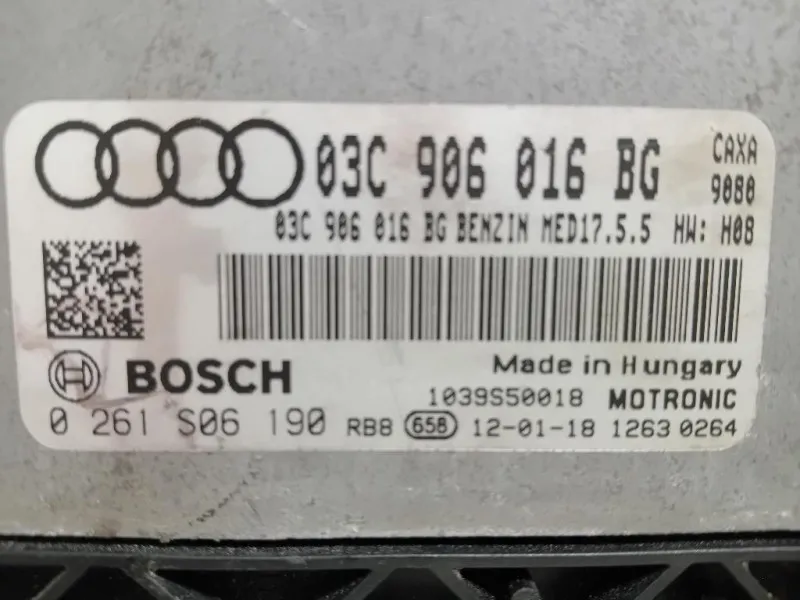 03C 906 016 BG CAXA
9080
03C 906 016 BG BENZIN MED17.5.5 HW: H08
BOSCH
Made in Hungary
1039S50018 MOTRONIC
0 261 S06 190 RB8 658 12-01-18 1263 0264